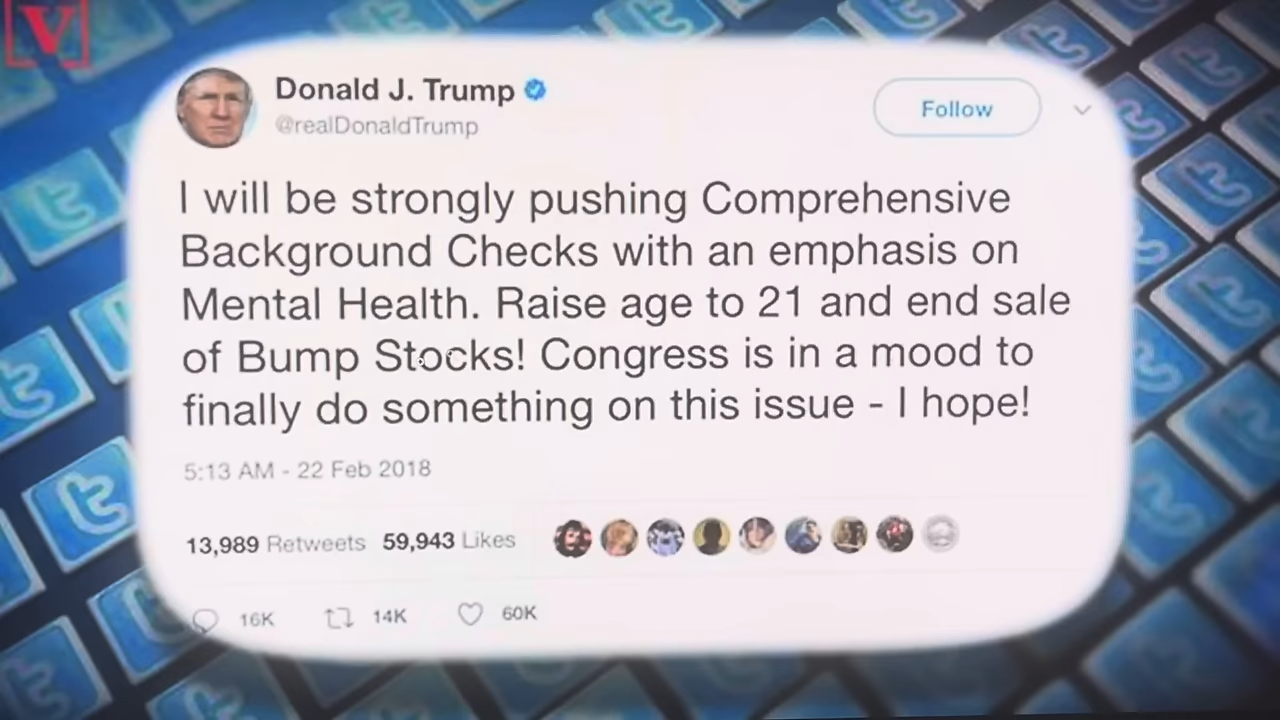 V
Donald J. Trump
@realDonaldTrump
Follow
I will be strongly pushing Comprehensive
Background Checks with an emphasis on
Mental Health. Raise age to 21 and end sale
of Bump Stocks! Congress is in a mood to
finally do something on this issue - I hope!
5:13 AM - 22 Feb 2018
13,989 Retweets 59,943 Likes
16K 14K 60K